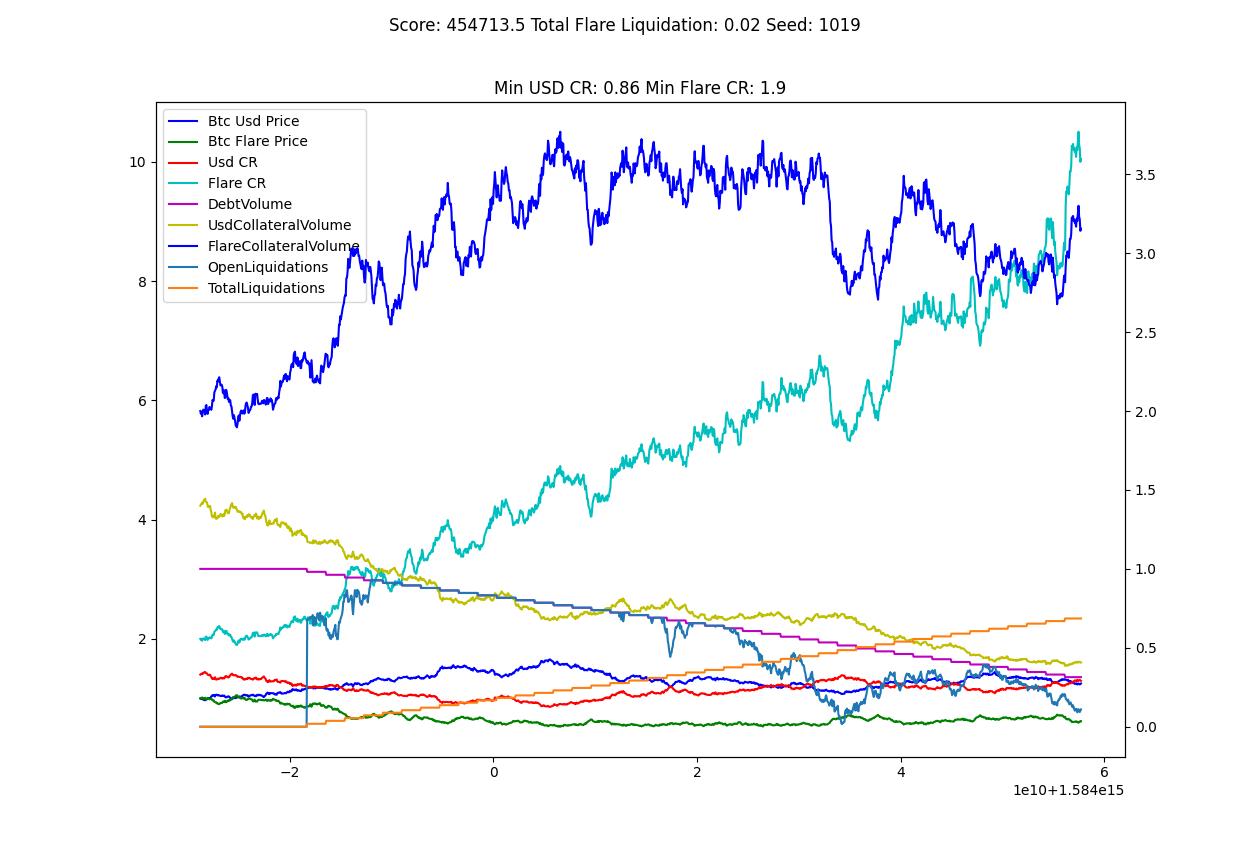 Score: 454713.5 Total Flare Liquidation: 0.02 Seed: 1019
Min USD CR: 0.86 Min Flare CR: 1.9
Btc Usd Price
Btc Flare Price
Usd CR
Flare CR
DebtVolume
UsdCollateralVolume
FlareCollateralVolume
OpenLiquidations
TotalLiquidations
10
8
6
4
2
3.5
3.0
2.5
2.0
1.5
1.0
0.5
0.0
−2 0 2 4 6
1e10+1.584e15